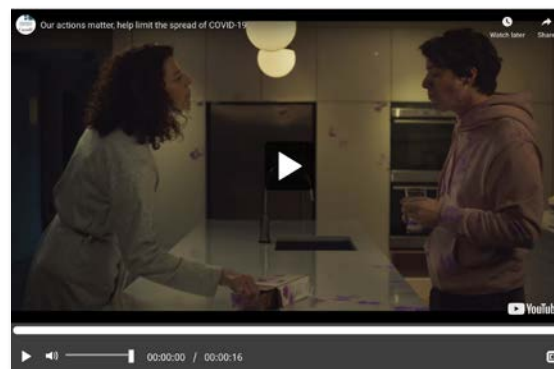 Our actions matter, help limit the spread of COVID-19
Watch later
Share
YouTube
00:00:00 / 00:00:16